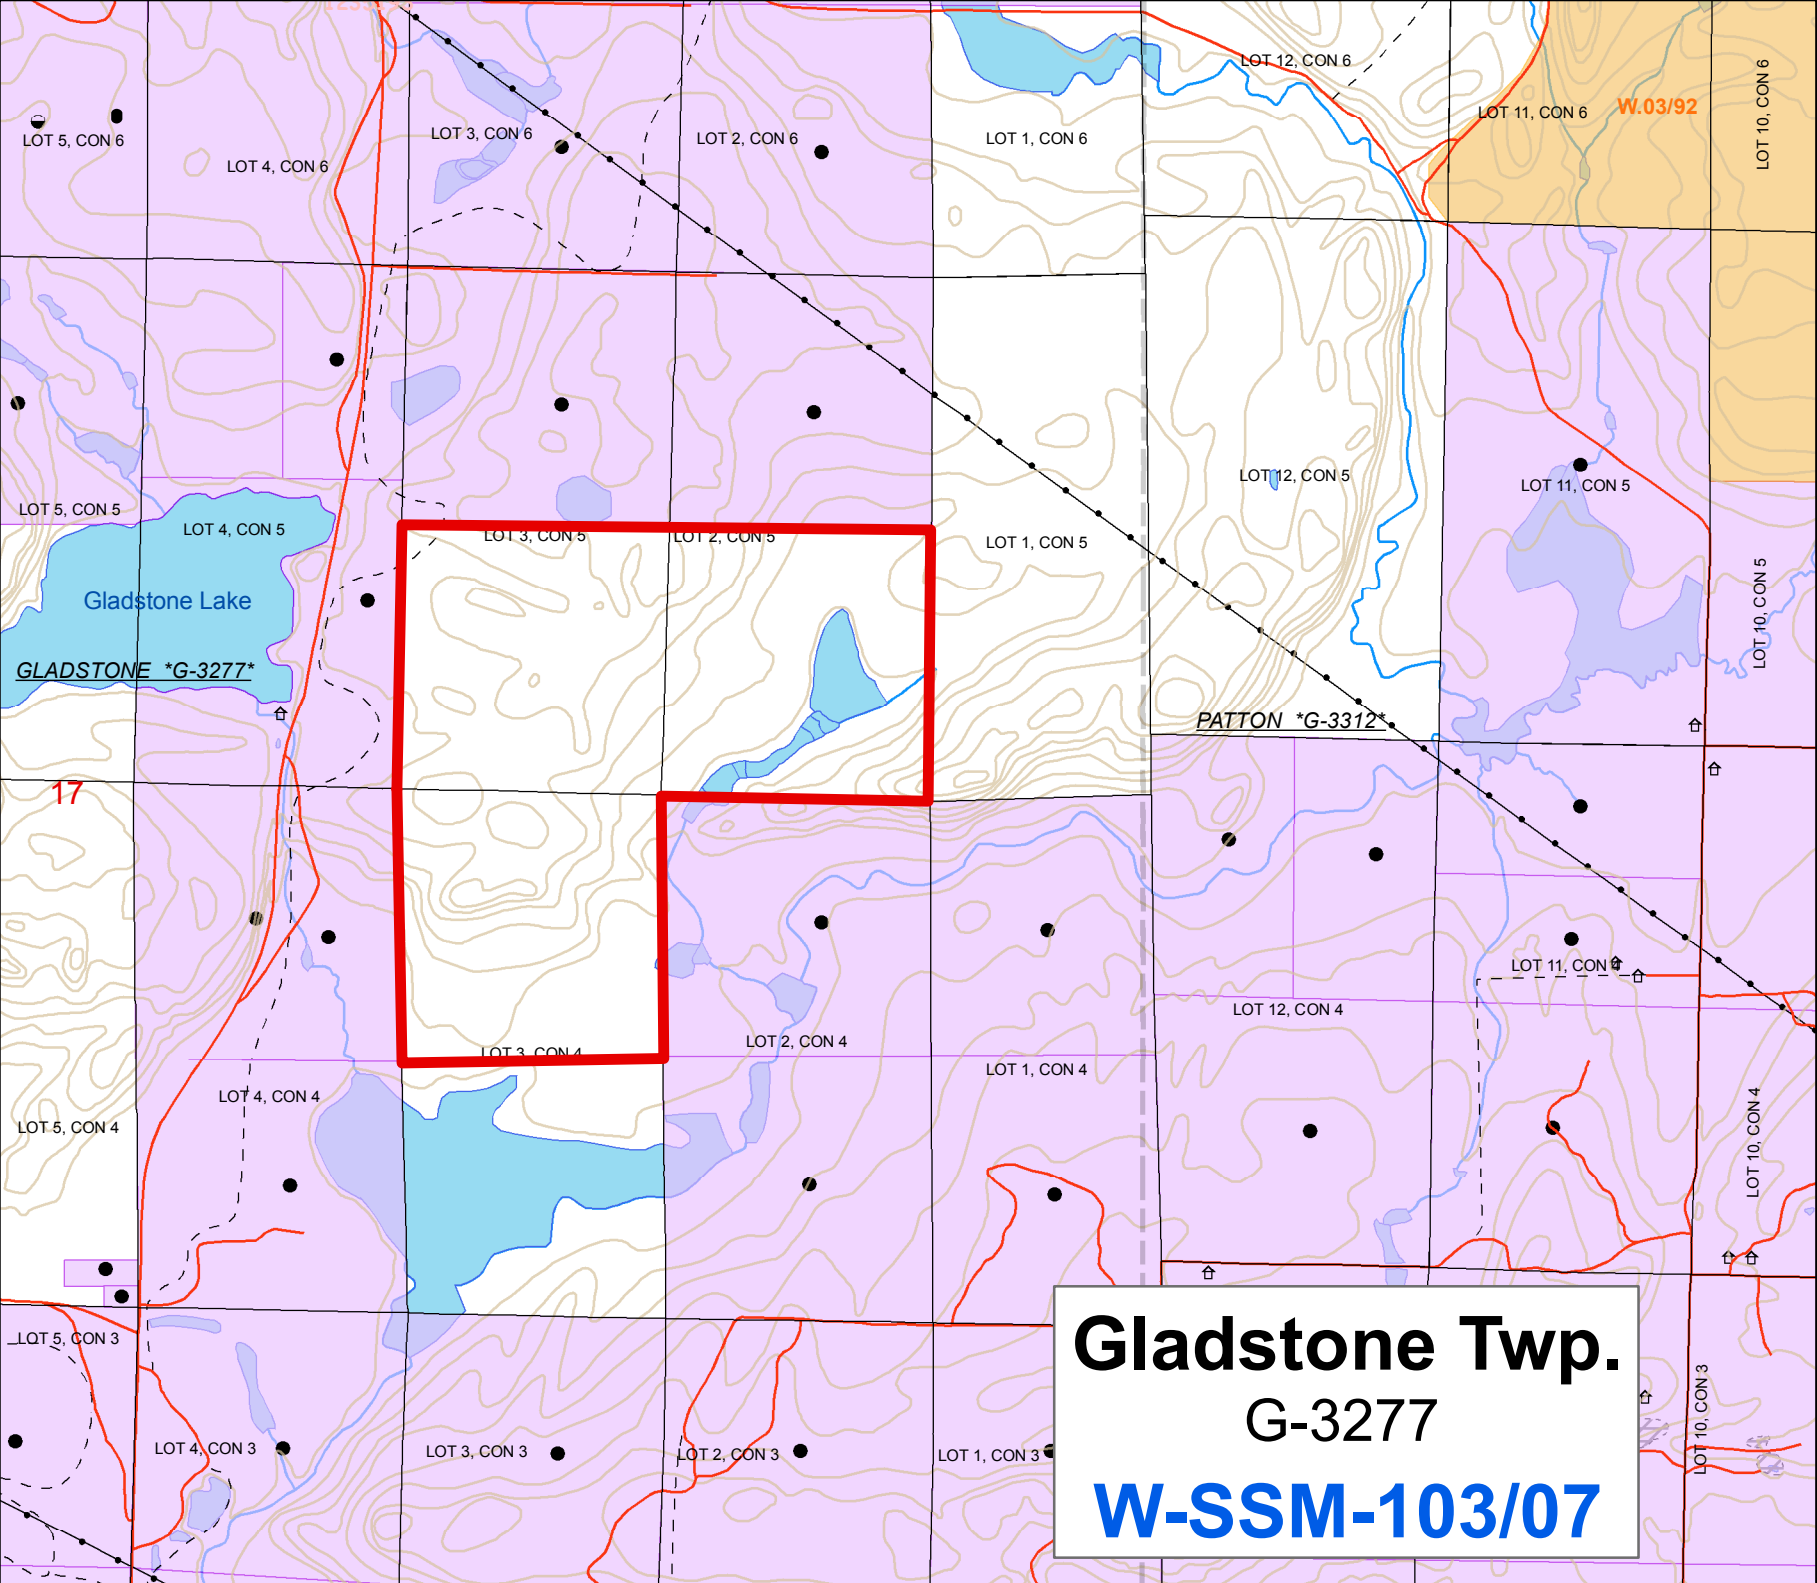 LOT 12, CON 6
LOT 11, CON 6
W.03/92
LOT 10, CON 6
LOT 5, CON 6
LOT 4, CON 6
LOT 3, CON 6
LOT 2, CON 6
LOT 1, CON 6
LOT 5, CON 5
LOT 4, CON 5
LOT 3, CON 5
LOT 2, CON 5
LOT 1, CON 5
LOT 12, CON 5
LOT 11, CON 5
LOT 10, CON 5
Gladstone Lake
GLADSTONE *G-3277*
PATTON *G-3312*
17
LOT 11, CON 4
LOT 12, CON 4
LOT 2, CON 4
LOT 3, CON 4
LOT 1, CON 4
LOT 4, CON 4
LOT 5, CON 4
LOT 10, CON 4
LOT 5, CON 3
LOT 4, CON 3
LOT 3, CON 3
LOT 2, CON 3
LOT 1, CON 3
LOT 10, CON 3
Gladstone Twp.
G-3277
W-SSM-103/07